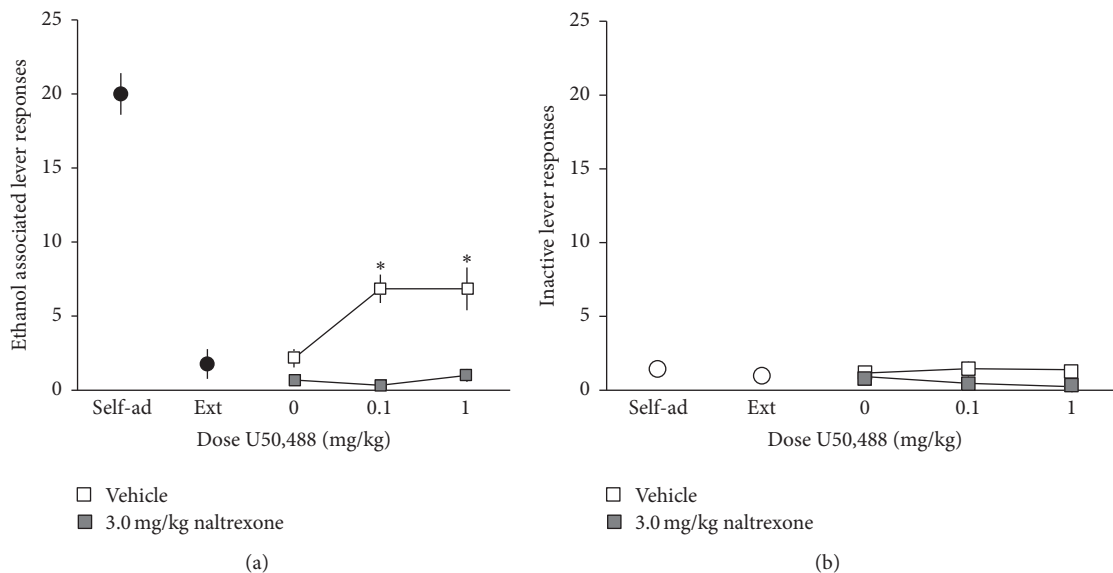 25
20
15
10
5
0
Ethanol associated lever responses
*
*
Self-ad Ext 0 0.1 1
Dose U50,488 (mg/kg)
Vehicle
3.0 mg/kg naltrexone
(a)
25
20
15
10
5
0
Inactive lever responses
Self-ad Ext 0 0.1 1
Dose U50,488 (mg/kg)
Vehicle
3.0 mg/kg naltrexone
(b)